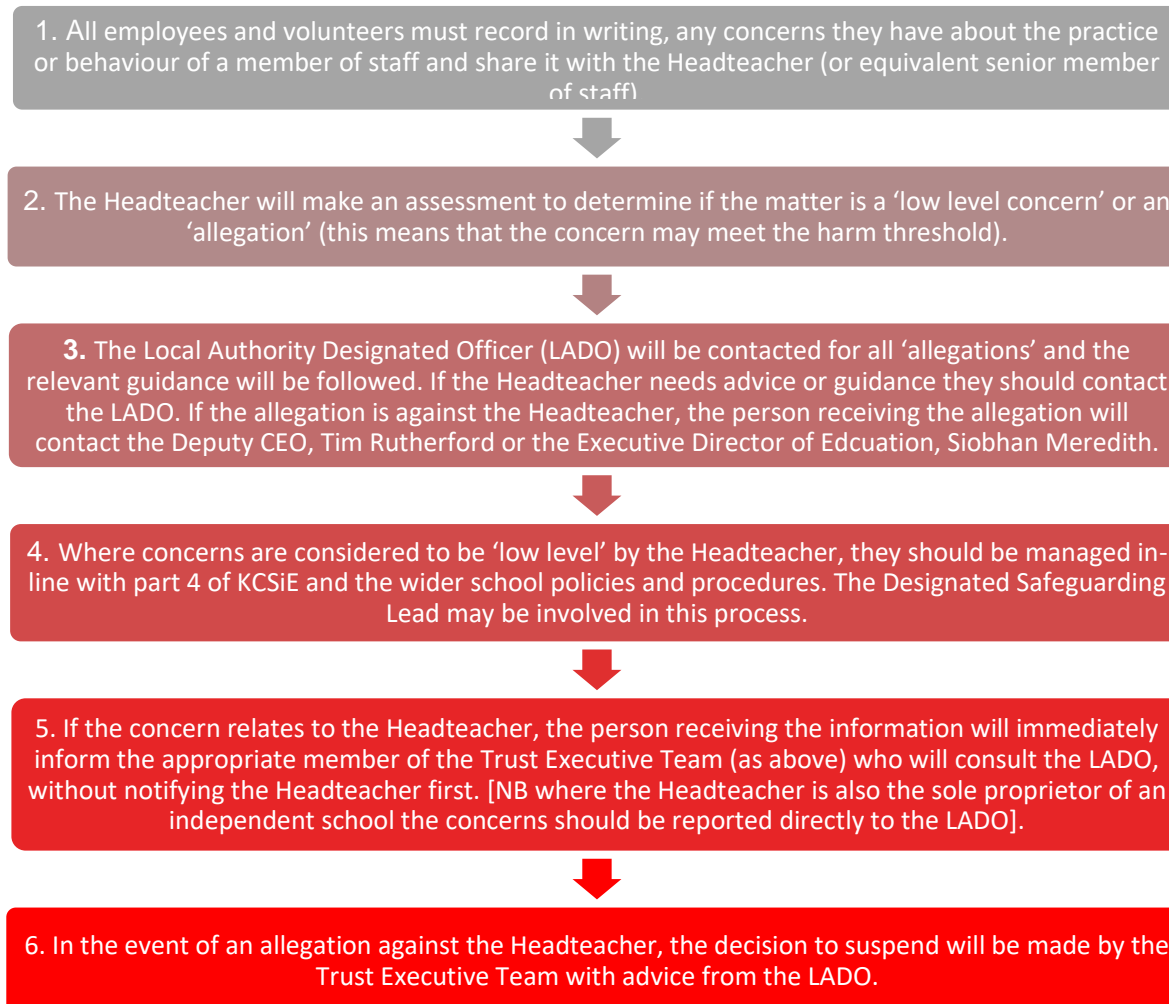 1. All employees and volunteers must record in writing, any concerns they have about the practice
or behaviour of a member of staff and share it with the Headteacher (or equivalent senior member
of staff)
2. The Headteacher will make an assessment to determine if the matter is a ‘low level concern’ or an
‘allegation’ (this means that the concern may meet the harm threshold).
3. The Local Authority Designated Officer (LADO) will be contacted for all ‘allegations’ and the
relevant guidance will be followed. If the Headteacher needs advice or guidance they should contact
the LADO. If the allegation is against the Headteacher, the person receiving the allegation will
contact the Deputy CEO, Tim Rutherford or the Executive Director of Edcuation, Siobhan Meredith.
4. Where concerns are considered to be ‘low level’ by the Headteacher, they should be managed in-
line with part 4 of KCSiE and the wider school policies and procedures. The Designated Safeguarding
Lead may be involved in this process.
5. If the concern relates to the Headteacher, the person receiving the information will immediately
inform the appropriate member of the Trust Executive Team (as above) who will consult the LADO,
without notifying the Headteacher first. [NB where the Headteacher is also the sole proprietor of an
independent school the concerns should be reported directly to the LADO].
6. In the event of an allegation against the Headteacher, the decision to suspend will be made by the
Trust Executive Team with advice from the LADO.